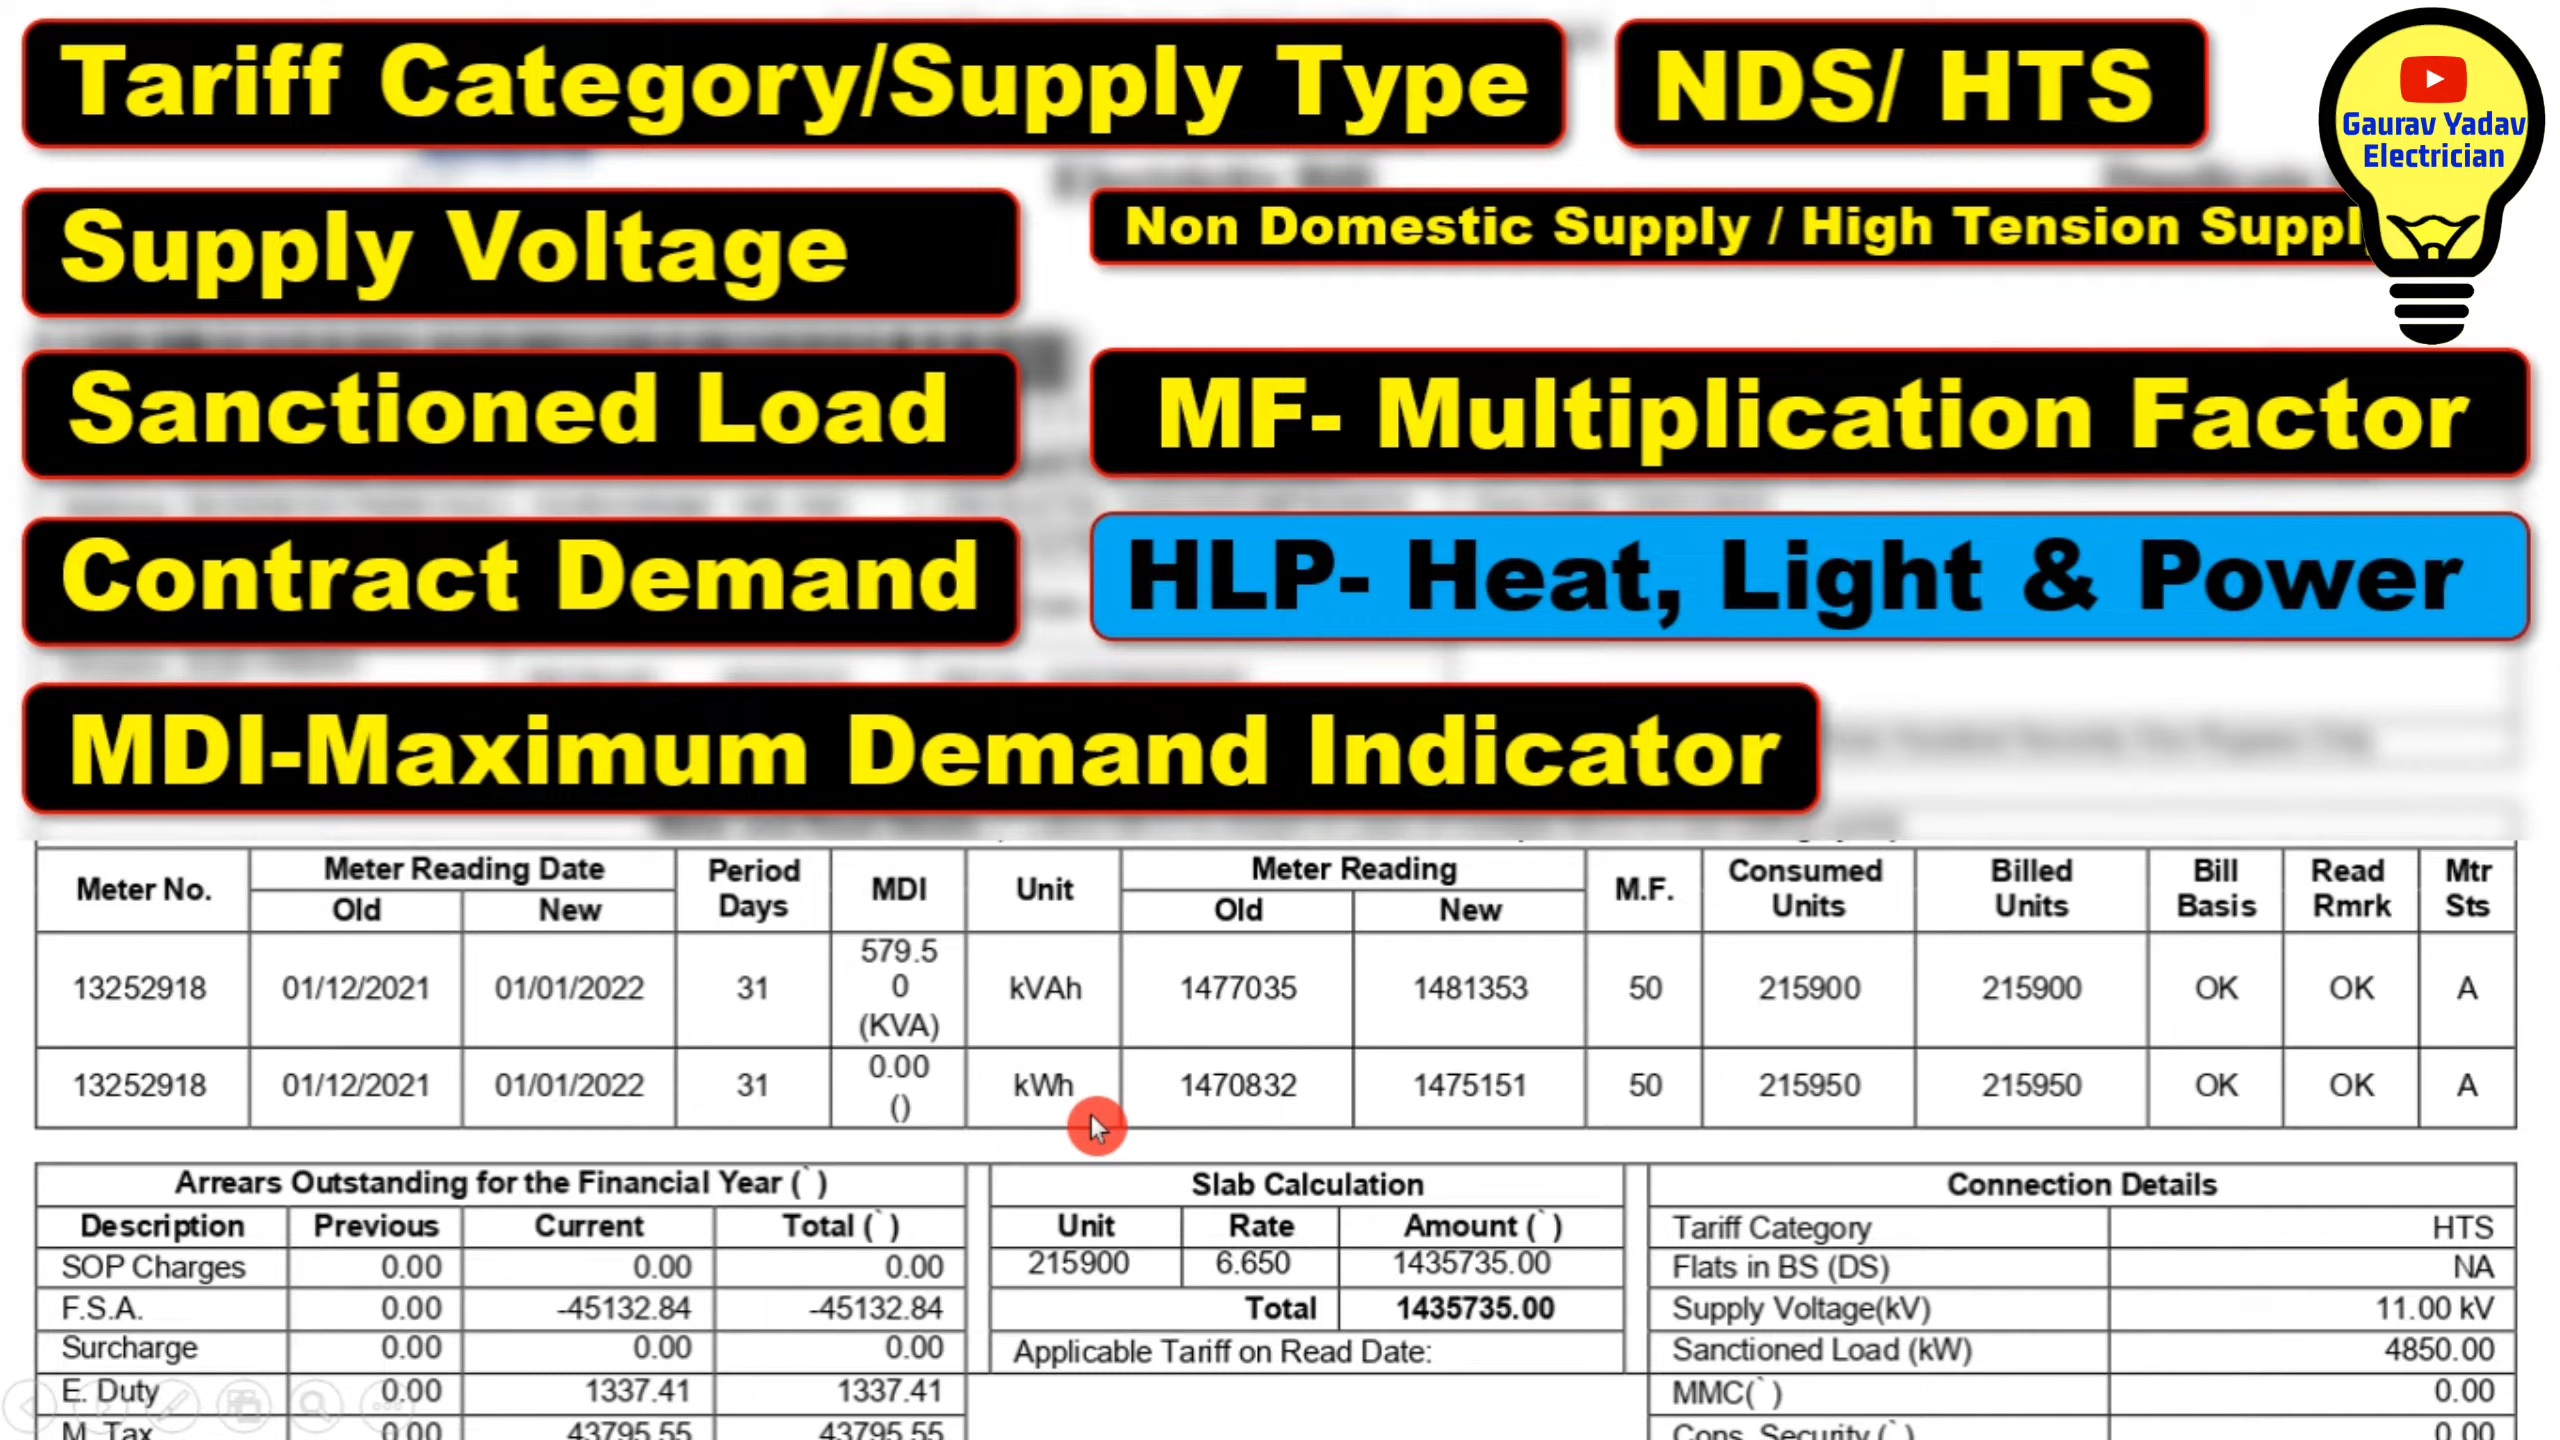 Tariff Category/Supply Type
NDS/ HTS
Gaurav Yadav
Electrician
Supply Voltage
Non Domestic Supply / High Tension Suppl
Sanctioned Load
MF- Multiplication Factor
Contract Demand
HLP- Heat, Light & Power
MDI-Maximum Demand Indicator
Meter No. Meter Reading Date Period Days MDI Unit Meter Reading M.F. Consumed Units Billed Units Bill Basis Read Rmrk Mtr Sts
Old New Old New
13252918 01/12/2021 01/01/2022 31 579.50 (KVA) kVAh 1477035 1481353 50 215900 215900 OK OK A
13252918 01/12/2021 01/01/2022 31 0.00 () kWh 1470832 1475151 50 215950 215950 OK OK A
Arrears Outstanding for the Financial Year (`)
Description Previous Current Total (`)
SOP Charges 0.00 0.00 0.00
F.S.A. 0.00 -45132.84 -45132.84
Surcharge 0.00 0.00 0.00
E. Duty 0.00 1337.41 1337.41
M. Tax 0.00 43795.55 43795.55
Slab Calculation
Unit Rate Amount (`)
215900 6.650 1435735.00
Total 1435735.00
Applicable Tariff on Read Date:
Connection Details
Tariff Category HTS
Flats in BS (DS) NA
Supply Voltage(kV) 11.00 kV
Sanctioned Load (kW) 4850.00
MMC(`) 0.00
Cons. Security (`) 0.00